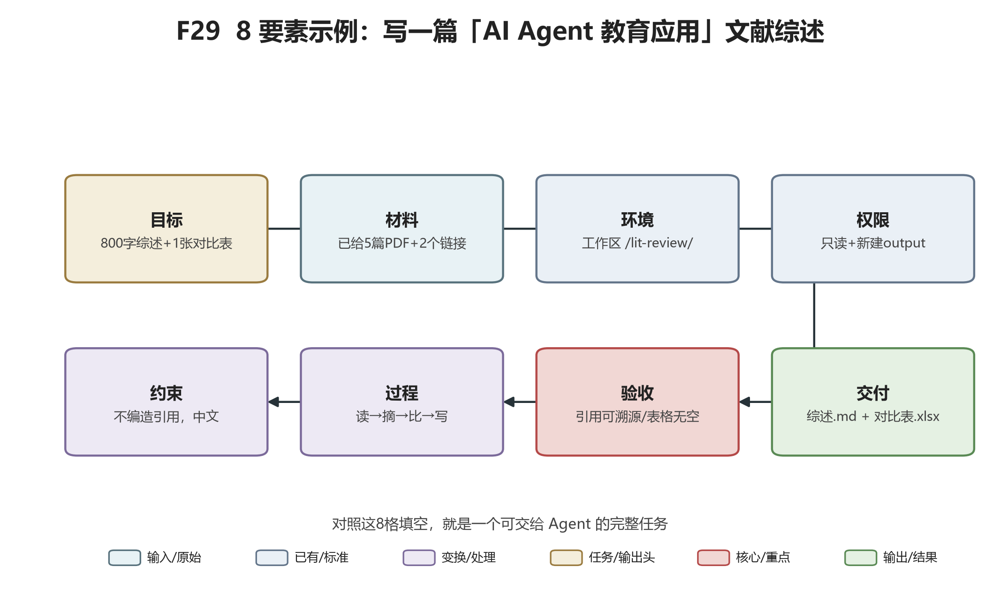 F29 8 要素示例：写一篇「AI Agent 教育应用」文献综述
目标
800字综述+1张对比表
材料
已给5篇PDF+2个链接
环境
工作区 /lit-review/
权限
只读+新建output
约束
不编造引用，中文
过程
读→摘→比→写
验收
引用可溯源/表格无空
交付
综述.md + 对比表.xlsx
对照这8格填空，就是一个可交给 Agent 的完整任务
输入/原始
已有/标准
变换/处理
任务/输出头
核心/重点
输出/结果